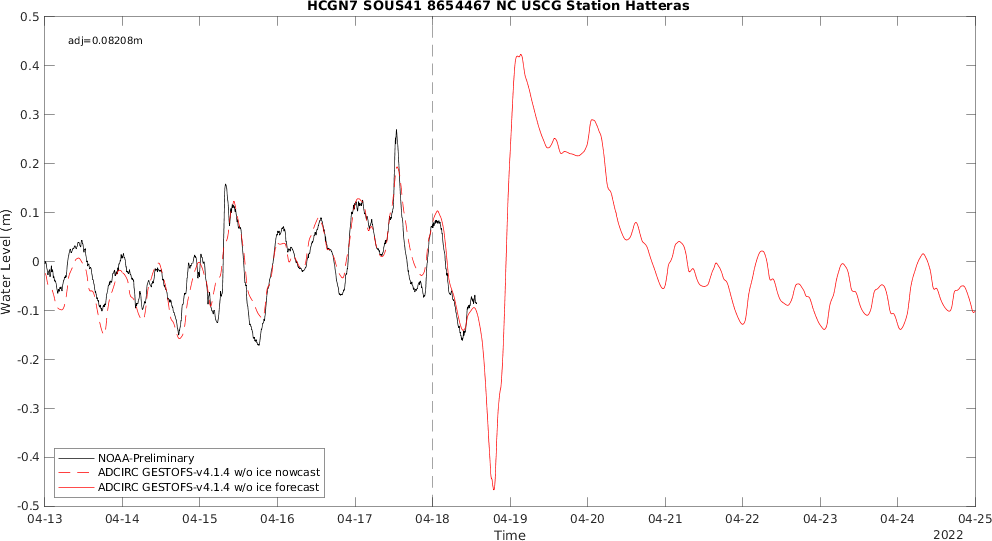 HCGN7 SOUS41 8654467 NC USCG Station Hatteras
adj=0.08208m
0.5
0.4
0.3
0.2
0.1
0
-0.1
-0.2
-0.3
-0.4
-0.5
Water Level (m)
NOAA-Preliminary
ADCIRC GESTOFS-v4.1.4 w/o ice nowcast
ADCIRC GESTOFS-v4.1.4 w/o ice forecast
04-13 04-14 04-15 04-16 04-17 04-18 04-19 04-20 04-21 04-22 04-23 04-24 04-25
Time
2022